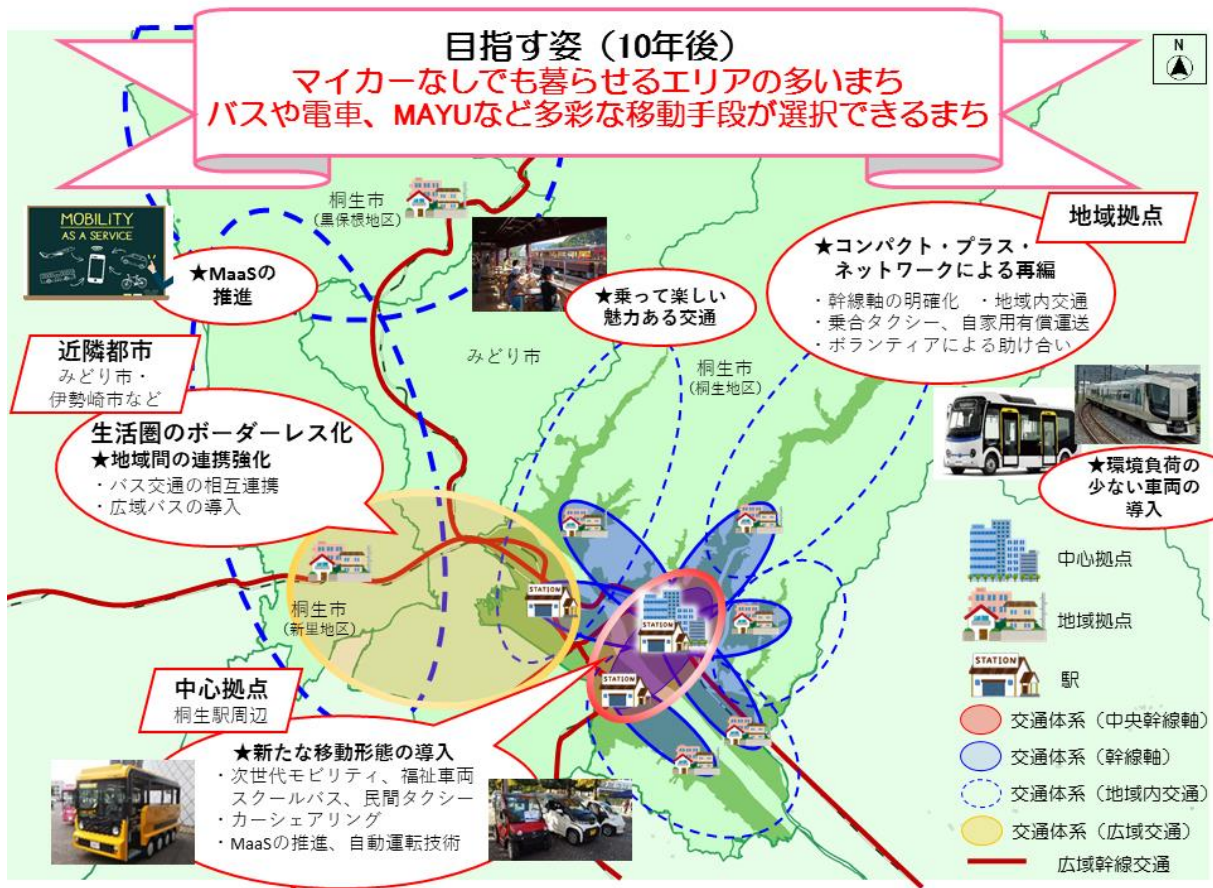 目指す姿（10年後）
マイカーなしでも暮らせるエリアの多いまち
バスや電車、MAYUなど多彩な移動手段が選択できるまち
N
桐生市
（黒保根地区）
MOBILITY
AS A SERVICE
★MaaSの
推進
★乗って楽しい
魅力ある交通
地域拠点
★コンパクト・プラス・
ネットワークによる再編
・幹線軸の明確化　・地域内交通
・乗合タクシー、自家用有償運送
・ボランティアによる助け合い
近隣都市
みどり市・
伊勢崎市など
みどり市
桐生市
（桐生地区）
生活圏のボーダーレス化
★地域間の連携強化
・バス交通の相互連携
・広域バスの導入
★環境負荷の
少ない車両の
導入
桐生市
（新里地区）
STATION
STATION
STATION
中心拠点
桐生駅周辺
★新たな移動形態の導入
・次世代モビリティ、福祉車両
スクールバス、民間タクシー
・カーシェアリング
・MaaSの推進、自動運転技術
中心拠点
地域拠点
STATION
駅
交通体系（中央幹線軸）
交通体系（幹線軸）
交通体系（地域内交通）
交通体系（広域交通）
広域幹線交通